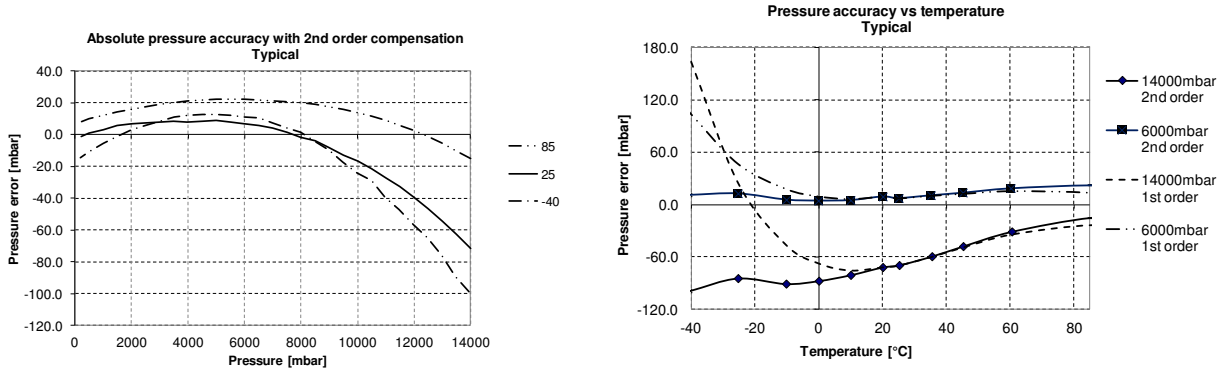 Absolute pressure accuracy with 2nd order compensation
Typical
40.0
20.0
0.0
-20.0
-40.0
-60.0
-80.0
-100.0
-120.0
Pressure error [mbar]
0 2000 4000 6000 8000 10000 12000 14000
Pressure [mbar]
85
25
-40
Pressure accuracy vs temperature
Typical
180.0
120.0
60.0
0.0
-60.0
-120.0
Pressure error [mbar]
-40 -20 0 20 40 60 80
Temperature [°C]
14000mbar
2nd order
6000mbar
2nd order
14000mbar
1st order
6000mbar
1st order